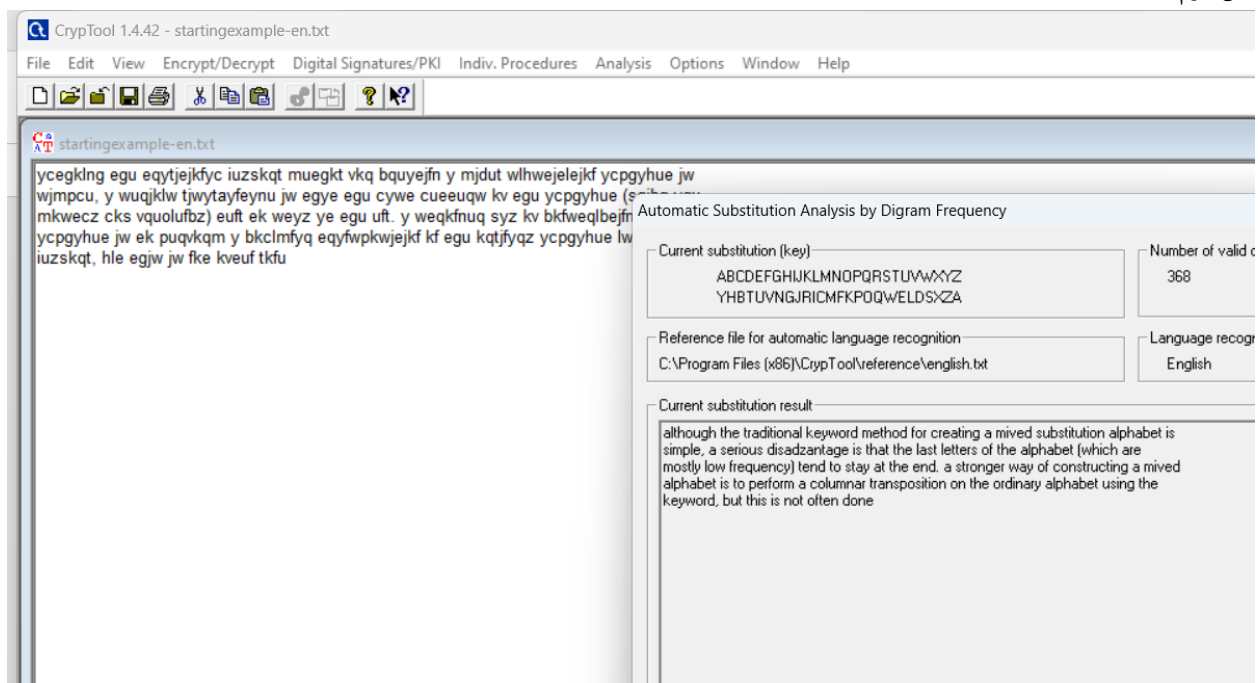 CrypTool 1.4.42 - startingexample-en.txt
File Edit View Encrypt/Decrypt Digital Signatures/PKI Indiv. Procedures Analysis Options Window Help
startingexample-en.txt
ycegklng egu eqytjejkfyc iuzskqt muegkt vkq bquyejfn y mjdut wlhwejelejkf ycpgyhue jw
wjmpcu, y wuqjklw tjwytayfeynu jw egye egu cywe cueeuqw kv egu ycpgyhue
mkwecz cks vquolufbz) euft ek weyz ye egu uft. y weqkfnuq syz kv bkfweqlbejfn
ycpgyhue jw ek puqvkqm y bkclmfyq eqyfwpkwjejkf kf egu kqtjfyqz ycpgyhue lw
iuzskqt, hle egjw jw fke kveuf tkfu
Automatic Substitution Analysis by Digram Frequency
Current substitution (key)
ABCDEFGHIJKLMNOPQRSTUVWXYZ
YHBTUVNGJRICMFKPOQWELDSXZA
Number of valid
368
Reference file for automatic language recognition
C:\Program Files (x86)\CrypTool\reference\english.txt
Language recogn
English
Current substitution result
although the traditional keyword method for creating a mived substitution alphabet is
simple, a serious disadzantage is that the last letters of the alphabet (which are
mostly low frequency) tend to stay at the end. a stronger way of constructing a mived
alphabet is to perform a columnar transposition on the ordinary alphabet using the
keyword, but this is not often done